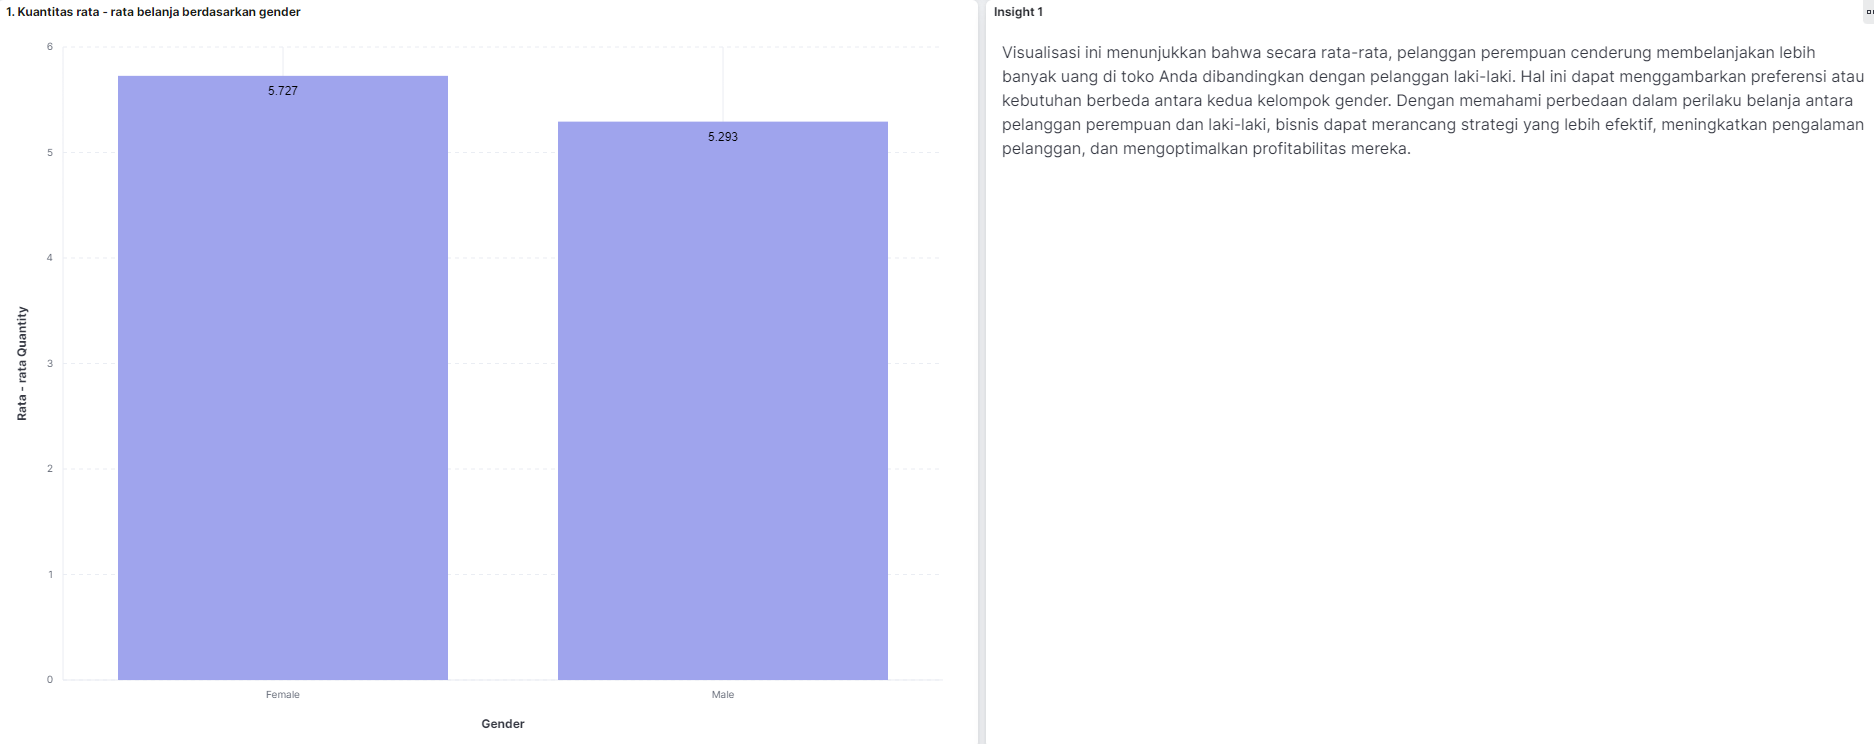 1. Kuantitas rata - rata belanja berdasarkan gender
6
5
4
3
2
1
0
Rata - rata Quantity
5.727
5.293
Female
Male
Gender
Insight 1
Visualisasi ini menunjukkan bahwa secara rata-rata, pelanggan perempuan cenderung membelanjakan lebih
banyak uang di toko Anda dibandingkan dengan pelanggan laki-laki. Hal ini dapat menggambarkan preferensi atau
kebutuhan berbeda antara kedua kelompok gender. Dengan memahami perbedaan dalam perilaku belanja antara
pelanggan perempuan dan laki-laki, bisnis dapat merancang strategi yang lebih efektif, meningkatkan pengalaman
pelanggan, dan mengoptimalkan profitabilitas mereka.